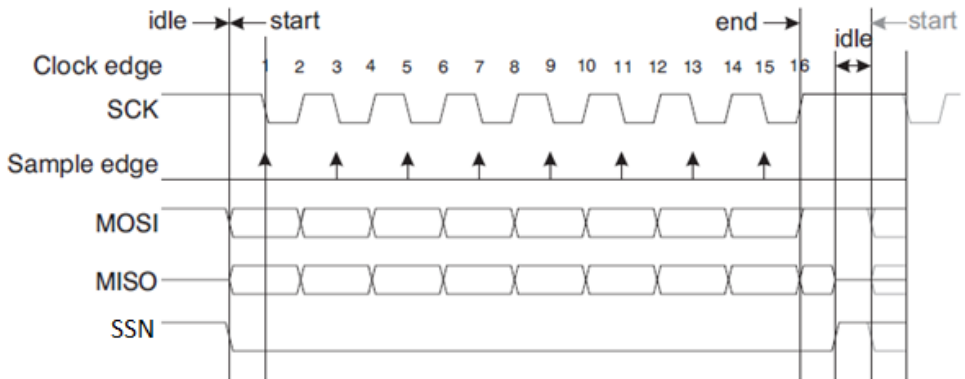 idle start end start
idle
Clock edge 1 2 3 4 5 6 7 8 9 10 11 12 13 14 15 16
SCK
Sample edge
MOSI
MISO
SSN